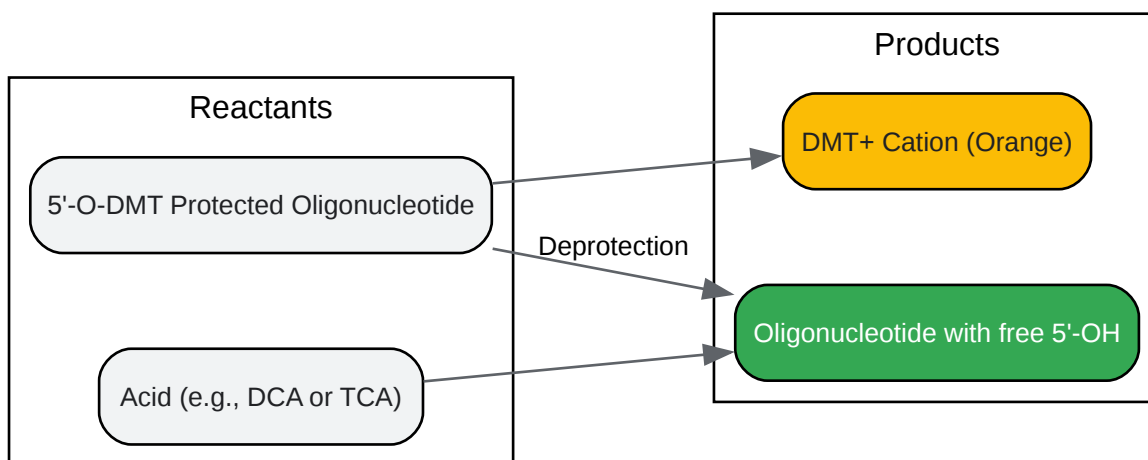 Reactants
5'-O-DMT Protected Oligonucleotide
Acid (e.g., DCA or TCA)
Deprotection
Products
DMT+ Cation (Orange)
Oligonucleotide with free 5'-OH